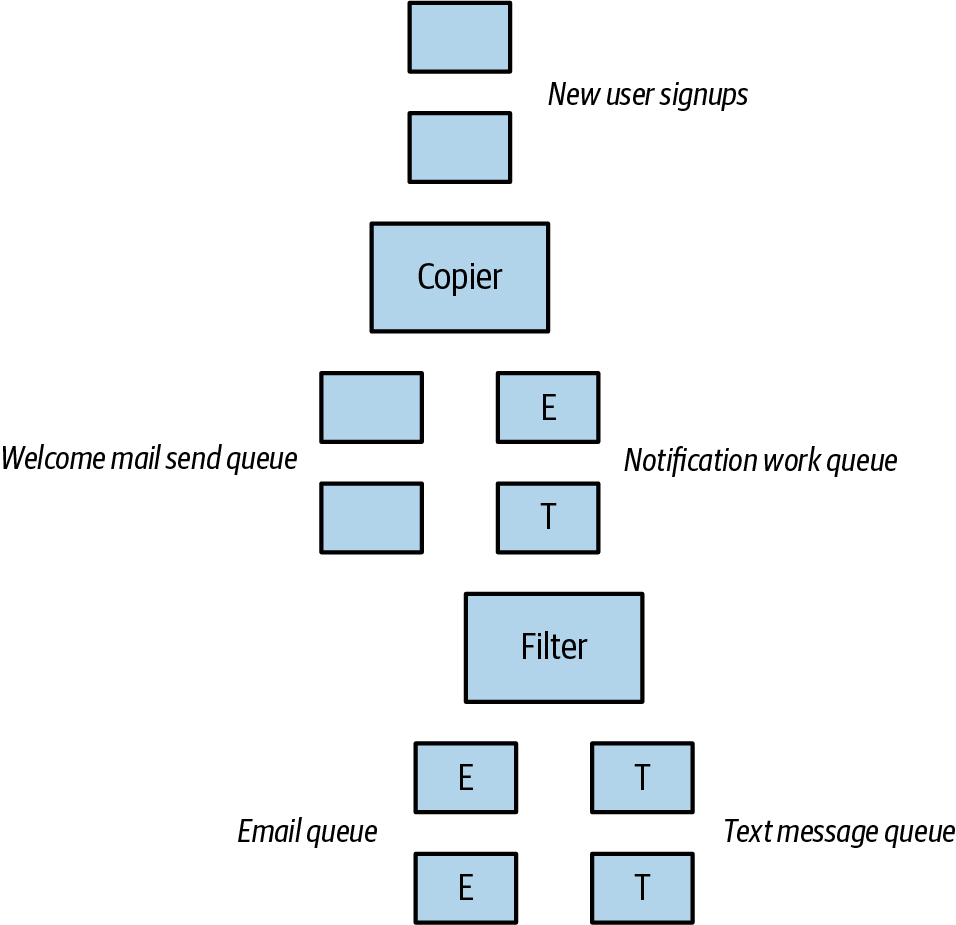 New user signups
Copier
E
Welcome mail send queue
Notification work queue
T
Filter
E
T
Email queue
Text message queue
E
T